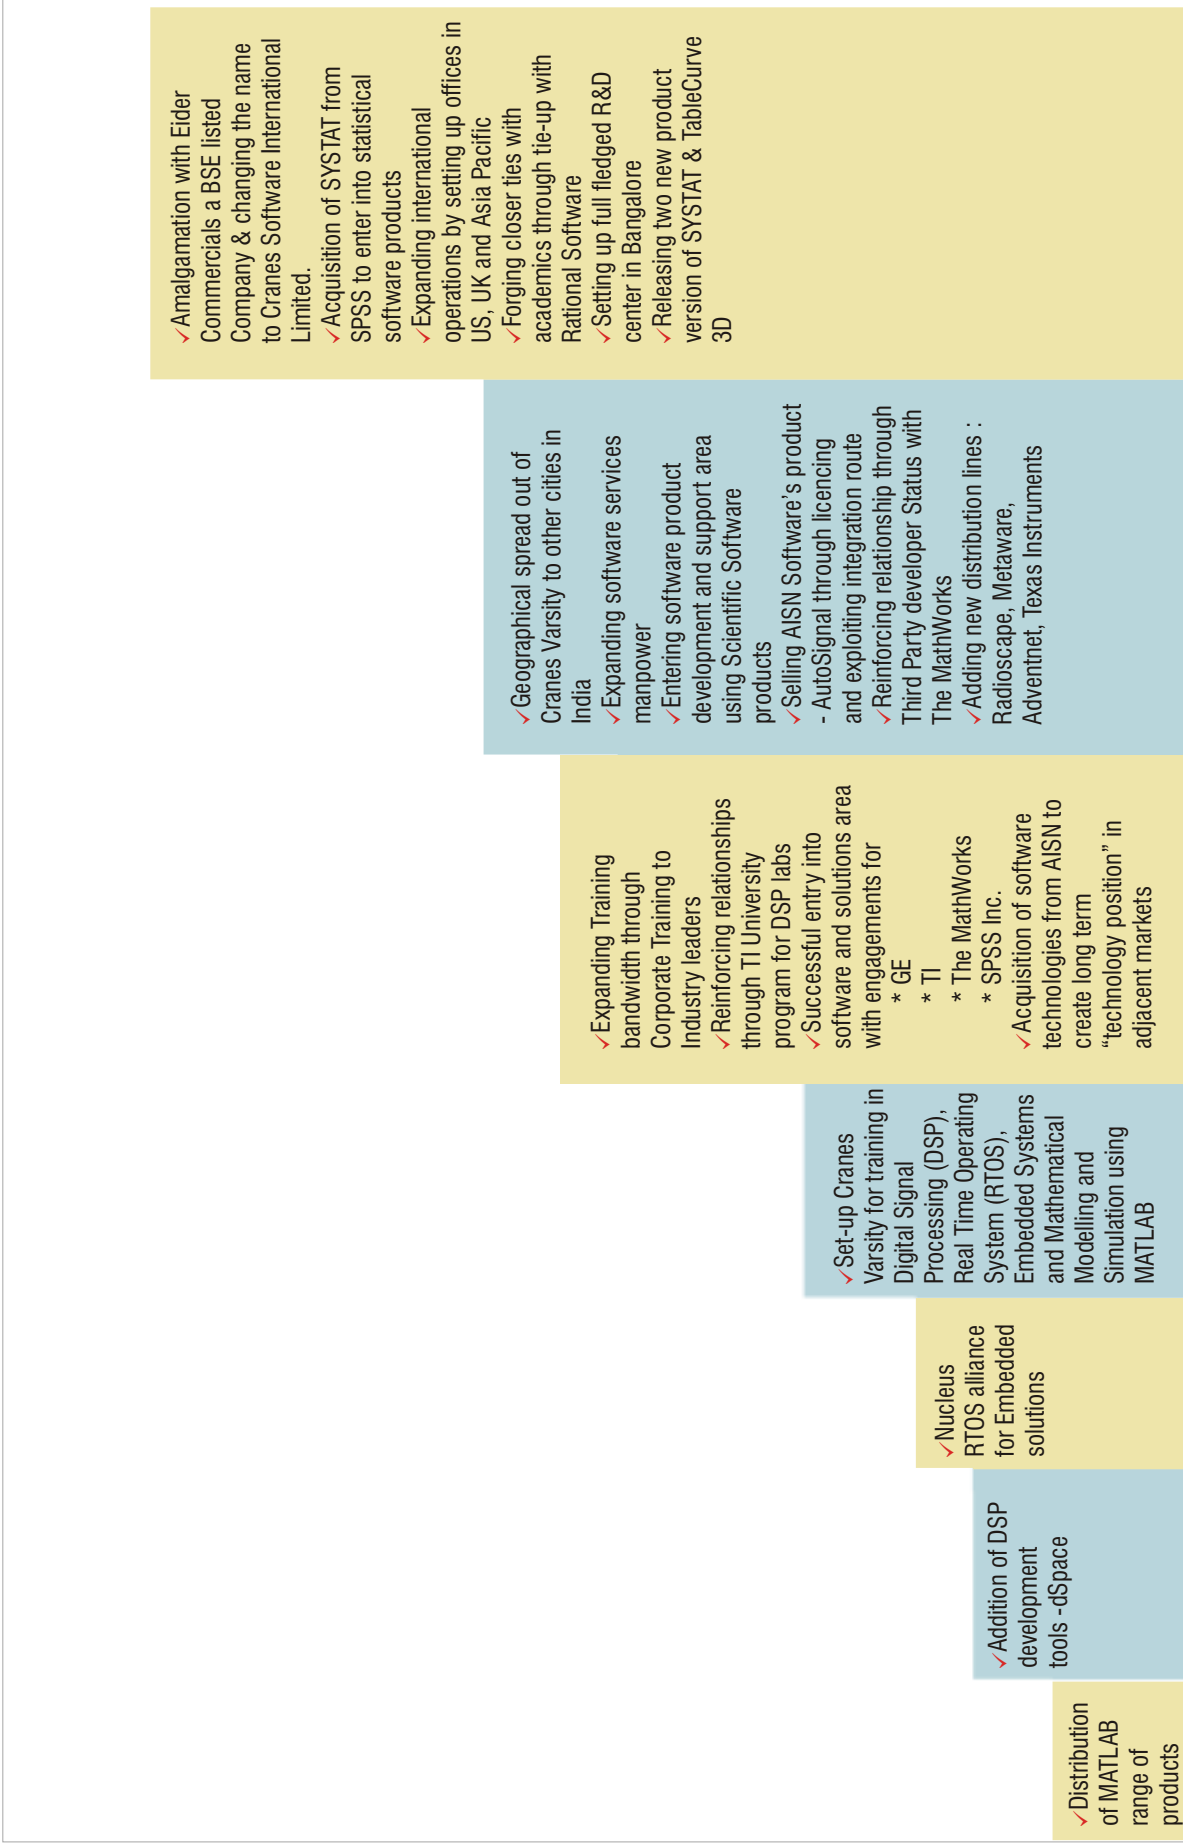 ✓Distribution
of MATLAB
range of
products
✓Addition of DSP
development
tools -dSpace
✓Nucleus
RTOS alliance
for Embedded
solutions
✓Set-up Cranes
Varsity for training in
Digital Signal
Processing (DSP),
Real Time Operating
System (RTOS),
Embedded Systems
and Mathematical
Modelling and
Simulation using
MATLAB
✓Expanding Training
bandwidth through
Corporate Training to
Industry leaders
✓Reinforcing relationships
through TI University
program for DSP labs
✓Successful entry into
software and solutions area
with engagements for
* GE
* TI
* The MathWorks
* SPSS Inc.
✓Acquisition of software
technologies from AISN to
create long term
“technology position” in
adjacent markets
✓Geographical spread out of
Cranes Varsity to other cities in
India
✓Expanding software services
manpower
✓Entering software product
development and support area
using Scientific Software
products
✓Selling AISN Software’s product
- AutoSignal through licencing
and exploiting integration route
✓Reinforcing relationship through
Third Party developer Status with
The MathWorks
✓Adding new distribution lines :
Radioscape, Metaware,
Adventnet, Texas Instruments
✓Amalgamation with Eider
Commercials a BSE listed
Company & changing the name
to Cranes Software International
Limited.
✓Acquisition of SYSTAT from
SPSS to enter into statistical
software products
✓Expanding international
operations by setting up offices in
US, UK and Asia Pacific
✓Forging closer ties with
academics through tie-up with
Rational Software
✓Setting up full fledged R&D
center in Bangalore
✓Releasing two new product
version of SYSTAT & TableCurve
3D